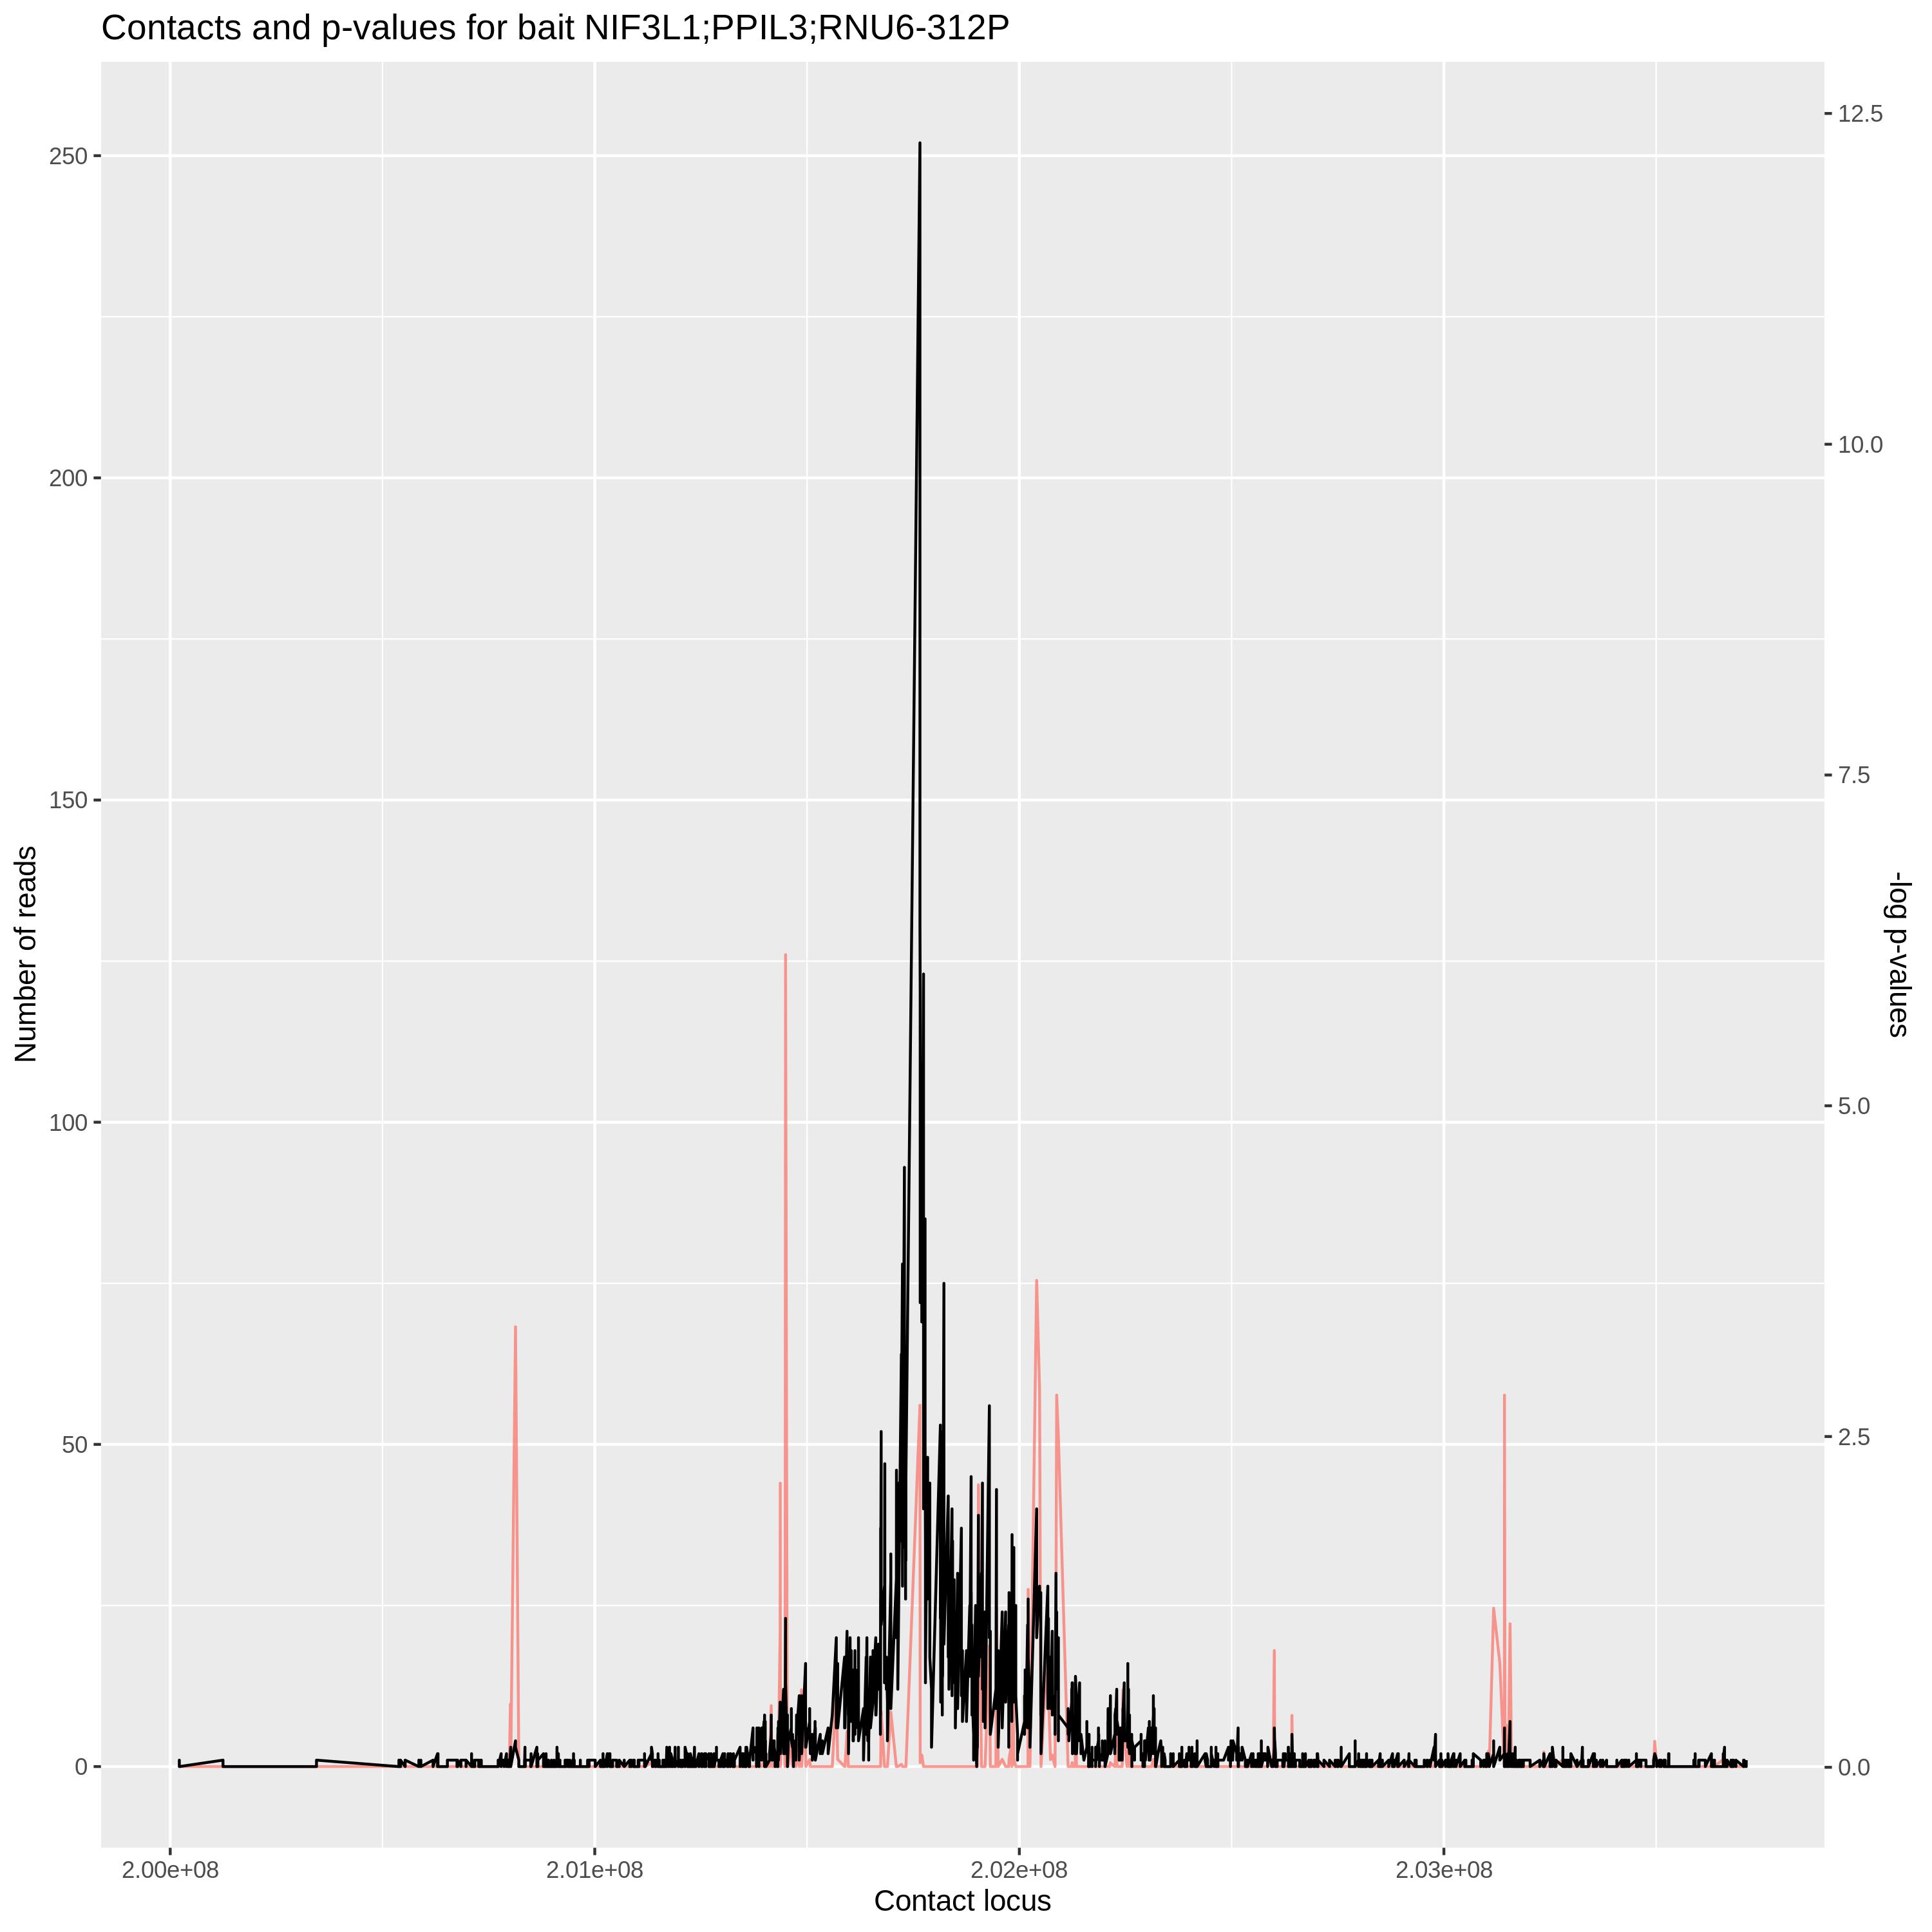 Contacts and p-values for bait NIF3L1;PPIL3;RNU6-312P
250
200
150
100
50
0
Number of reads
12.5
10.0
7.5
5.0
2.5
0.0
-log p-values
2.00e+08
2.01e+08
2.02e+08
2.03e+08
Contact locus